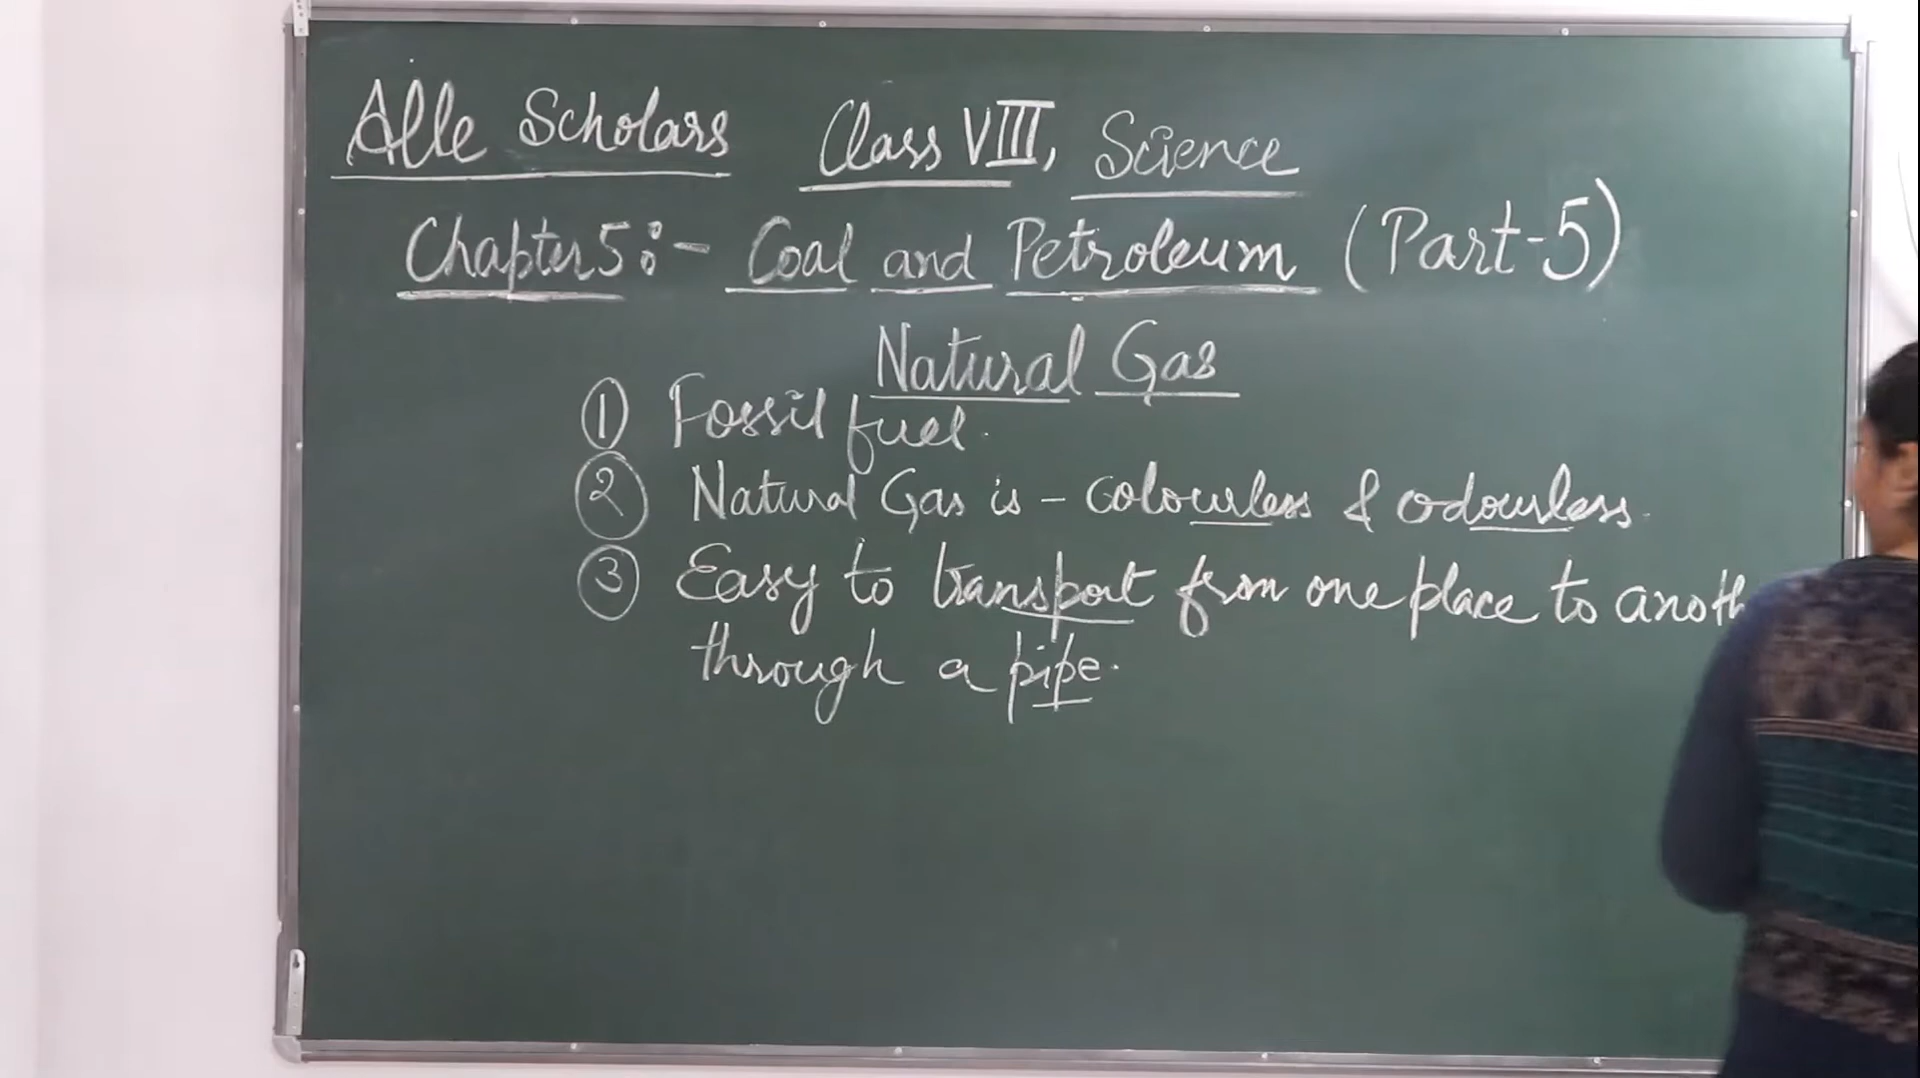 Alle Scholars Class VIII, Science
Chapter 5:- Coal and Petroleum (Part-5)
Natural Gas
① Fossil fuel.
② Natural Gas is - colourless & odourless.
③ Easy to transport from one place to anoth
through a pipe.